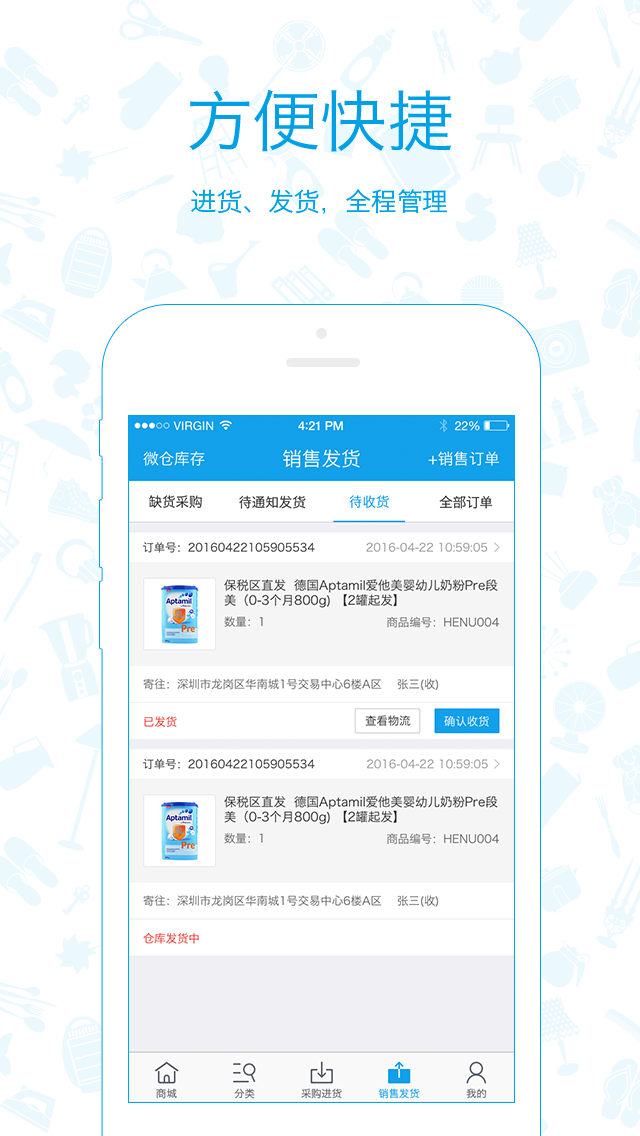 方便快捷
进货、发货，全程管理
VIRGIN 4:21 PM 22%
微仓库存 销售发货 +销售订单
缺货采购 待通知发货 待收货 全部订单
订单号：20160422105905534 2016-04-22 10:59:05
保税区直发 德国Aptamil爱他美婴幼儿奶粉Pre段
美（0-3个月800g）【2罐起发】
数量：1 商品编号：HENU004
Aptamil
Pre
寄往：深圳市龙岗区华南城1号交易中心6楼A区 张三(收)
已发货 查看物流 确认收货
订单号：20160422105905534 2016-04-22 10:59:05
保税区直发 德国Aptamil爱他美婴幼儿奶粉Pre段
美（0-3个月800g）【2罐起发】
数量：1 商品编号：HENU004
Aptamil
Pre
寄往：深圳市龙岗区华南城1号交易中心6楼A区 张三(收)
仓库发货中
商城 分类 采购进货 销售发货 我的